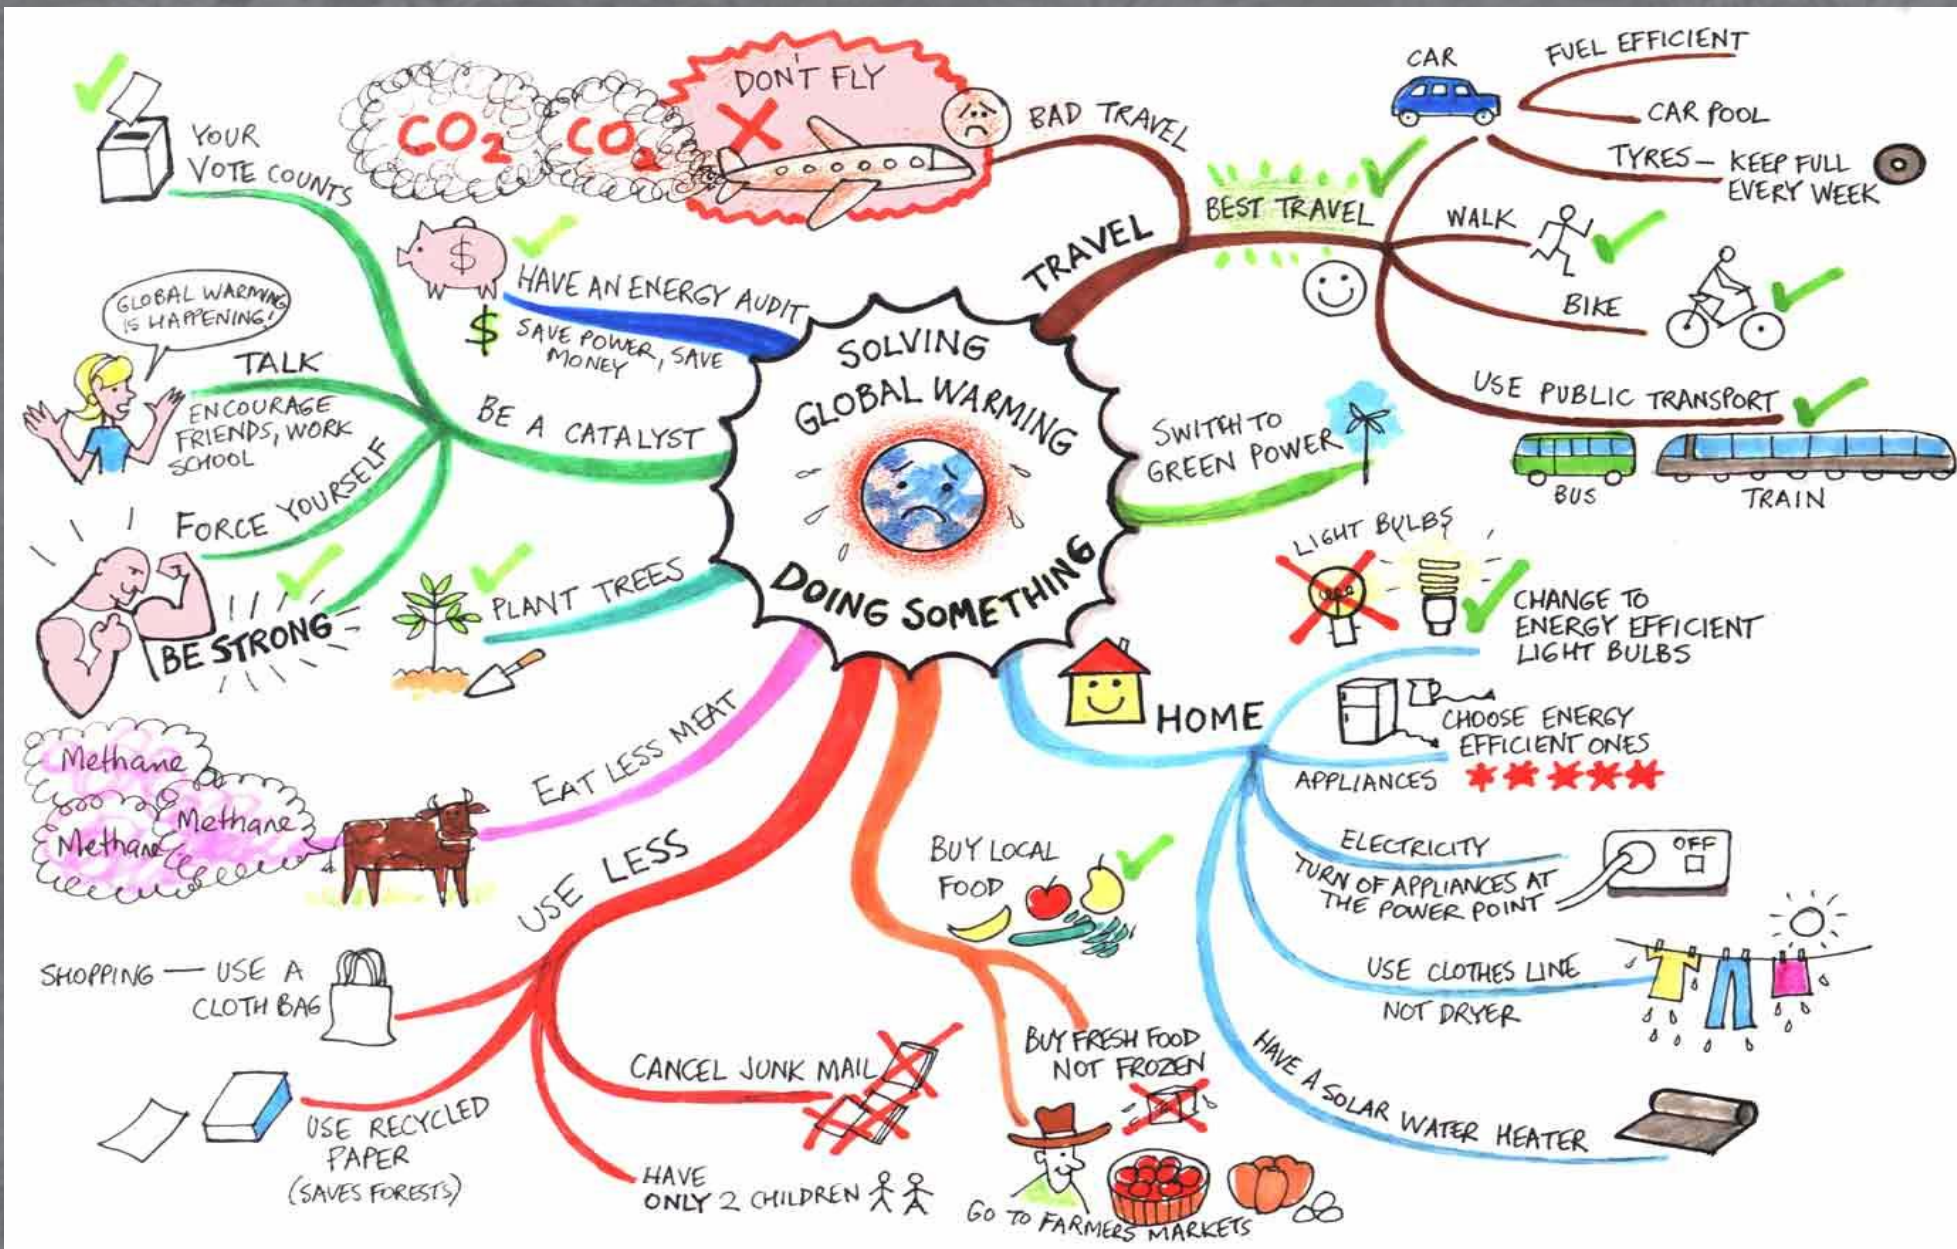 SOLVING
GLOBAL WARMING
DOING SOMETHING
TRAVEL
BAD TRAVEL
DON'T FLY
CO2
CO2
BEST TRAVEL
CAR
FUEL EFFICIENT
CAR POOL
TYRES — KEEP FULL
EVERY WEEK
WALK
BIKE
USE PUBLIC TRANSPORT
BUS
TRAIN
SWITCH TO
GREEN POWER
HOME
LIGHT BULBS
CHANGE TO
ENERGY EFFICIENT
LIGHT BULBS
CHOOSE ENERGY
EFFICIENT ONES
APPLIANCES
ELECTRICITY
TURN OF APPLIANCES AT
THE POWER POINT
OFF
USE CLOTHES LINE
NOT DRYER
HAVE A SOLAR WATER HEATER
BUY LOCAL
FOOD
BUY FRESH FOOD
NOT FROZEN
GO TO FARMERS MARKETS
USE LESS
SHOPPING — USE A
CLOTH BAG
USE RECYCLED
PAPER
(SAVES FORESTS)
CANCEL JUNK MAIL
HAVE
ONLY 2 CHILDREN
EAT LESS MEAT
Methane
Methane
Methane
PLANT TREES
BE A CATALYST
YOUR
VOTE COUNTS
GLOBAL WARMING
IS HAPPENING!
TALK
ENCOURAGE
FRIENDS, WORK
SCHOOL
FORCE YOURSELF
BE STRONG
HAVE AN ENERGY AUDIT
$
$
SAVE POWER, SAVE
MONEY